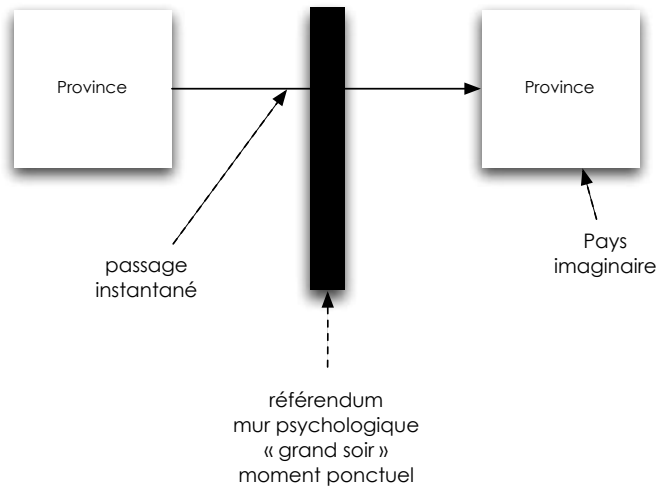 Province
Province
passage
instantané
Pays
imaginaire
référendum
mur psychologique
« grand soir »
moment ponctuel